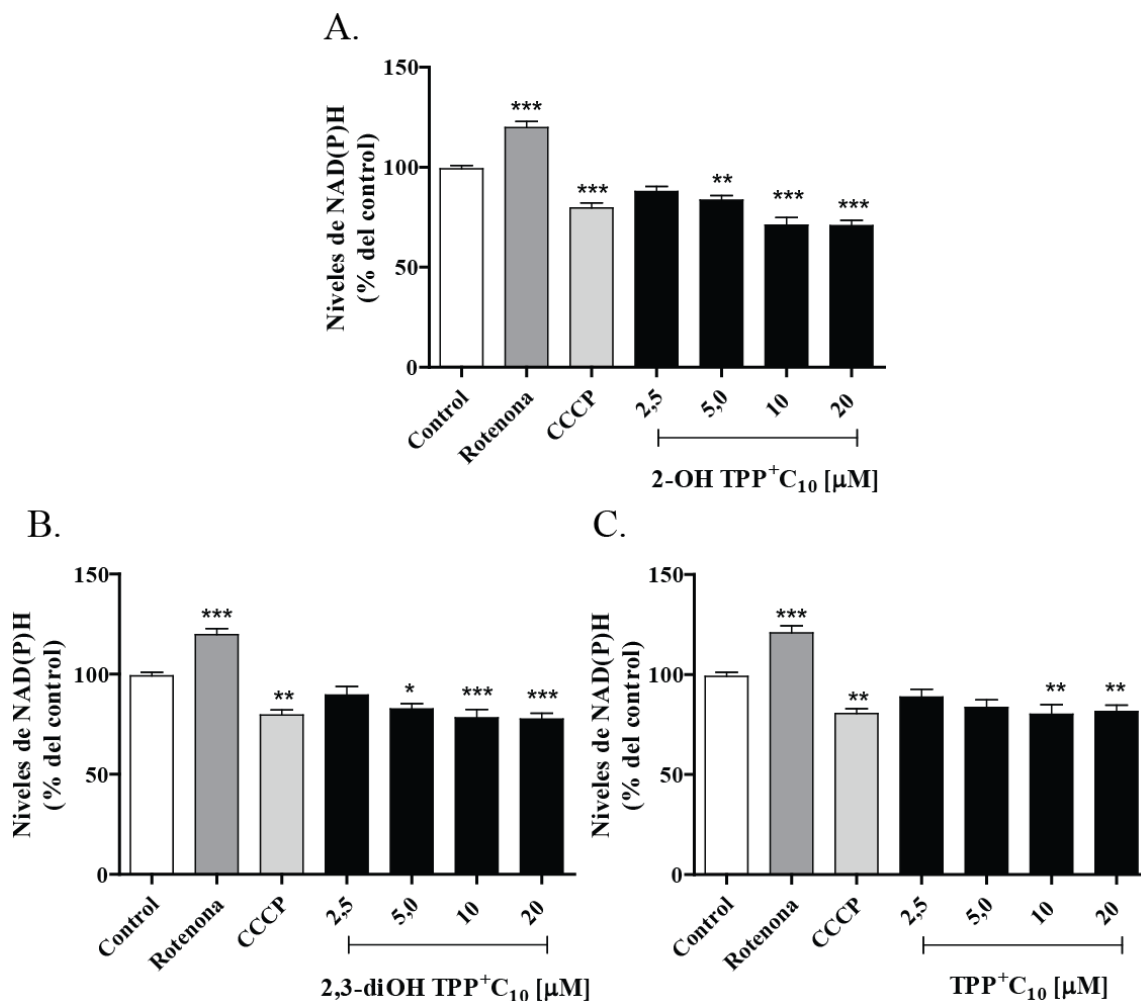 A.
Niveles de NAD(P)H
(% del control)
150
100
50
0
***
***
**
***
***
Control
Rotenona
CCCP
2,5
5,0
10
20
2-OH TPP⁺C₁₀ [µM]
B.
Niveles de NAD(P)H
(% del control)
150
100
50
0
***
**
*
***
***
Control
Rotenona
CCCP
2,5
5,0
10
20
2,3-diOH TPP⁺C₁₀ [µM]
C.
Niveles de NAD(P)H
(% del control)
150
100
50
0
***
**
**
**
Control
Rotenona
CCCP
2,5
5,0
10
20
TPP⁺C₁₀ [µM]